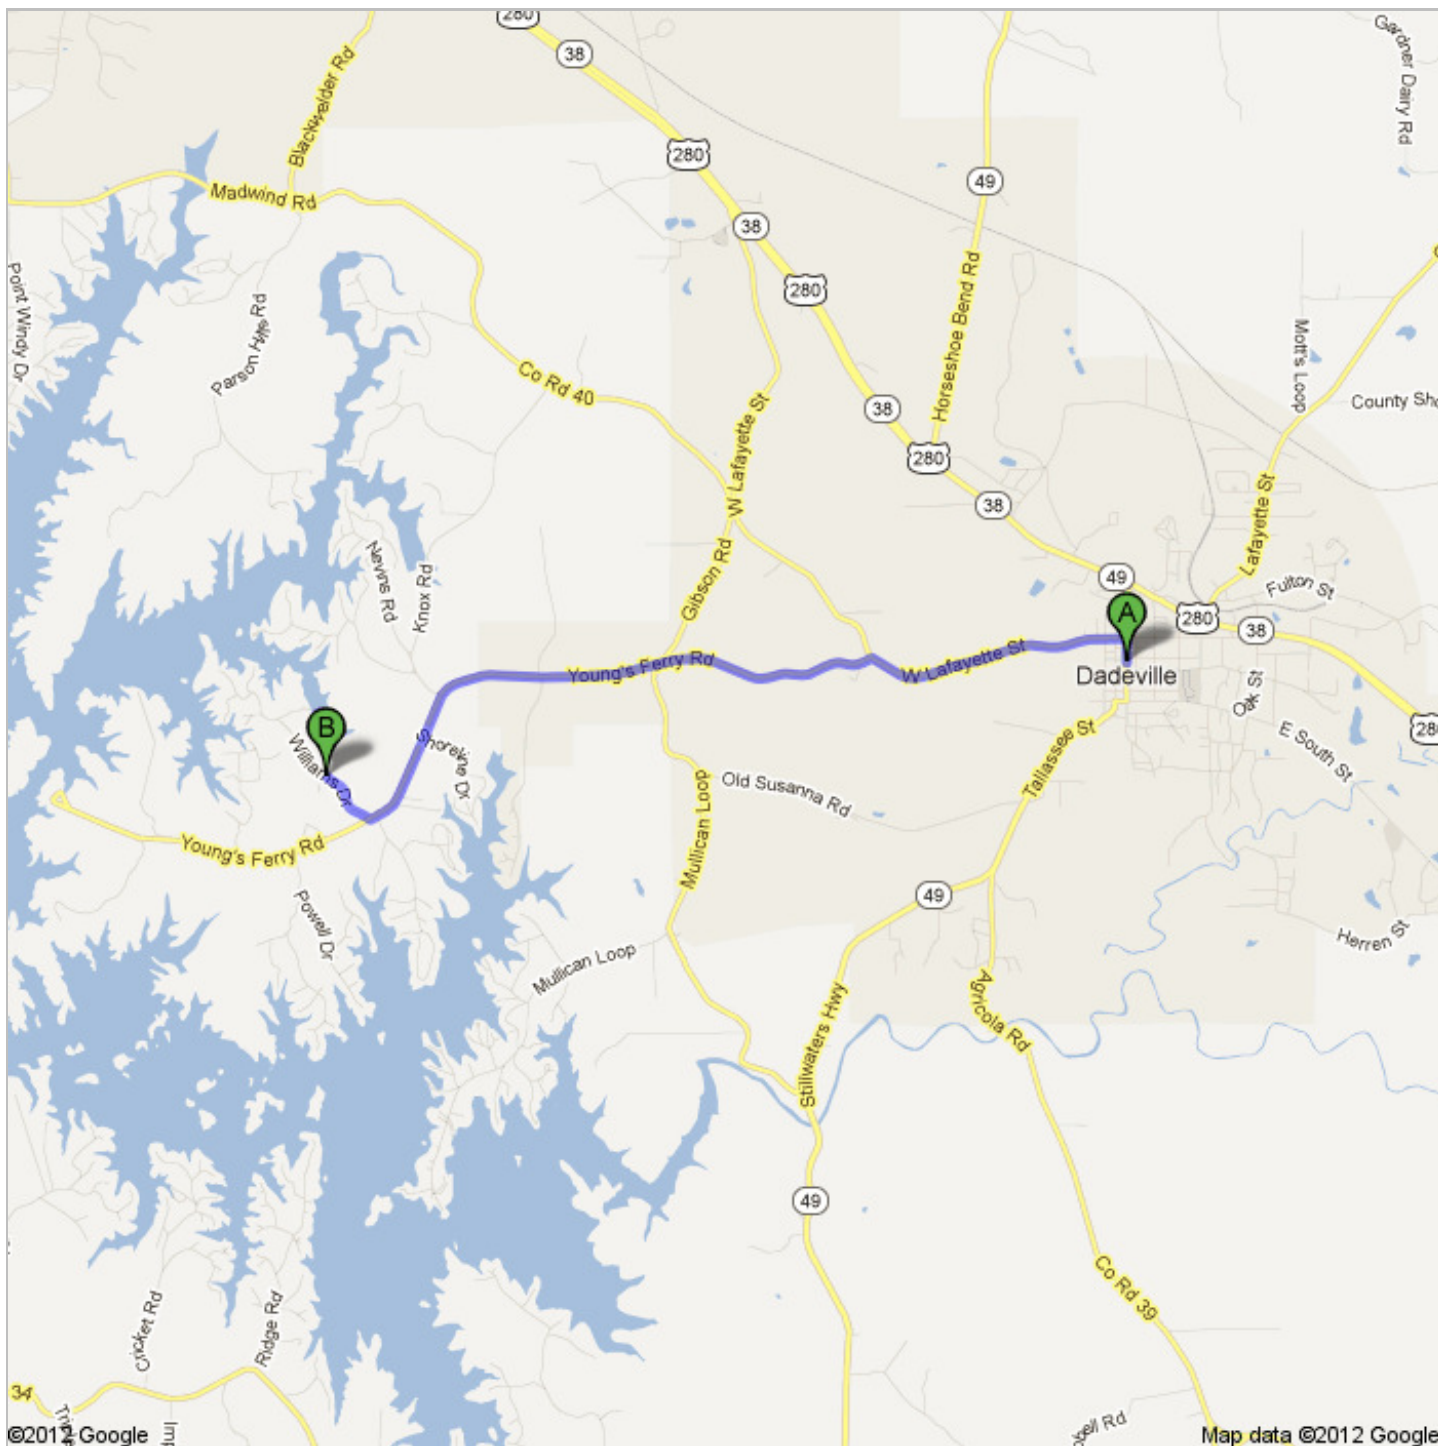 280
38
Gardner Dairy Rd
Blackwelder Rd
280
49
Madwind Rd
38
Point Windy Dr
280
Horseshoe Bend Rd
Parson Hills Rd
Mott's Loop
Co Rd 40
38
County Sho
W Lafayette St
280
38
Lafayette St
Nevins Rd
Knox Rd
Gibson Rd
49
Fulton St
A
280
38
W Lafayette St
Young's Ferry Rd
Dadeville
Oak St
B
Williams Dr
Shoreline Dr
Tallassee St
E South St
28
Old Susanna Rd
Mullican Loop
Young's Ferry Rd
49
Powell Dr
Herren St
Mullican Loop
Stillwaters Hwy
Agricola Rd
49
Co Rd 39
Cricket Rd
Ridge Rd
34
©2012 Google
Map data ©2012 Google